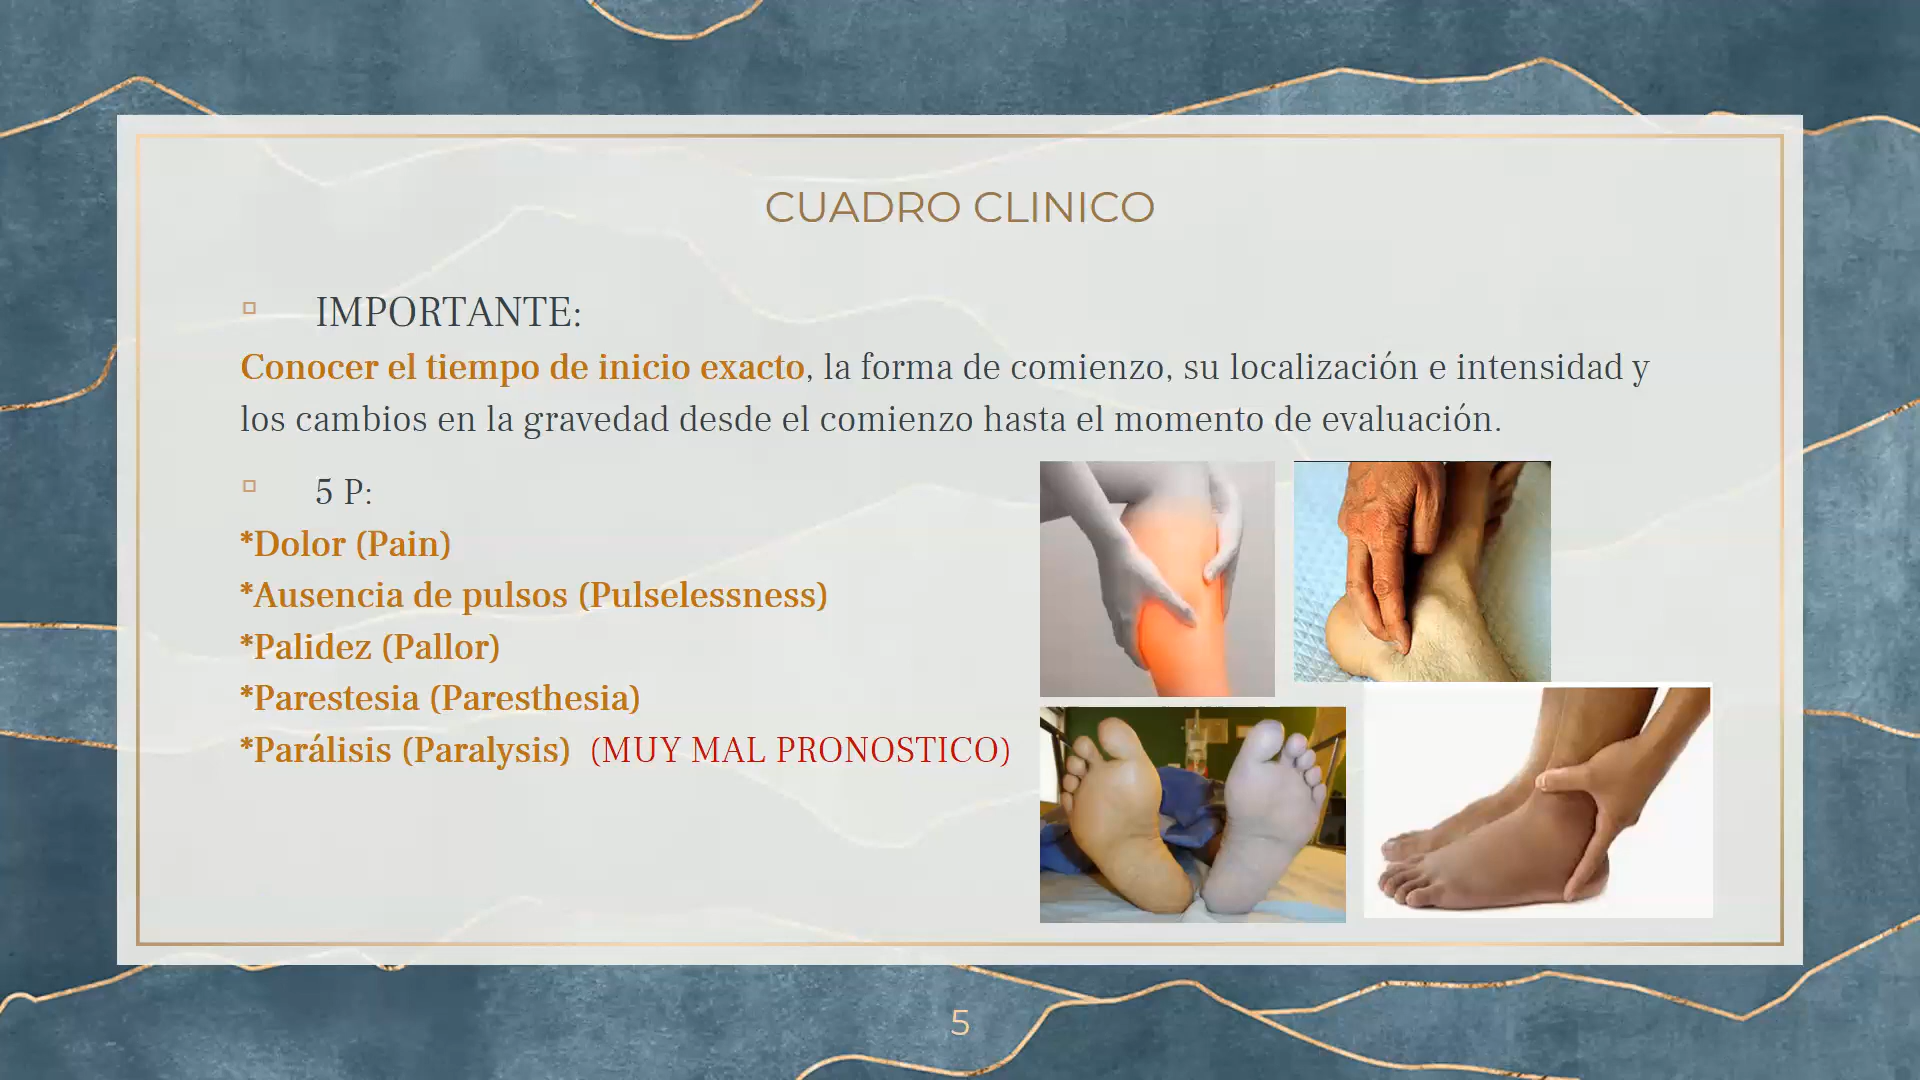 CUADRO CLINICO
IMPORTANTE:
Conocer el tiempo de inicio exacto, la forma de comienzo, su localización e intensidad y
los cambios en la gravedad desde el comienzo hasta el momento de evaluación.
5 P:
*Dolor (Pain)
*Ausencia de pulsos (Pulselessness)
*Palidez (Pallor)
*Parestesia (Paresthesia)
*Parálisis (Paralysis) (MUY MAL PRONOSTICO)
5